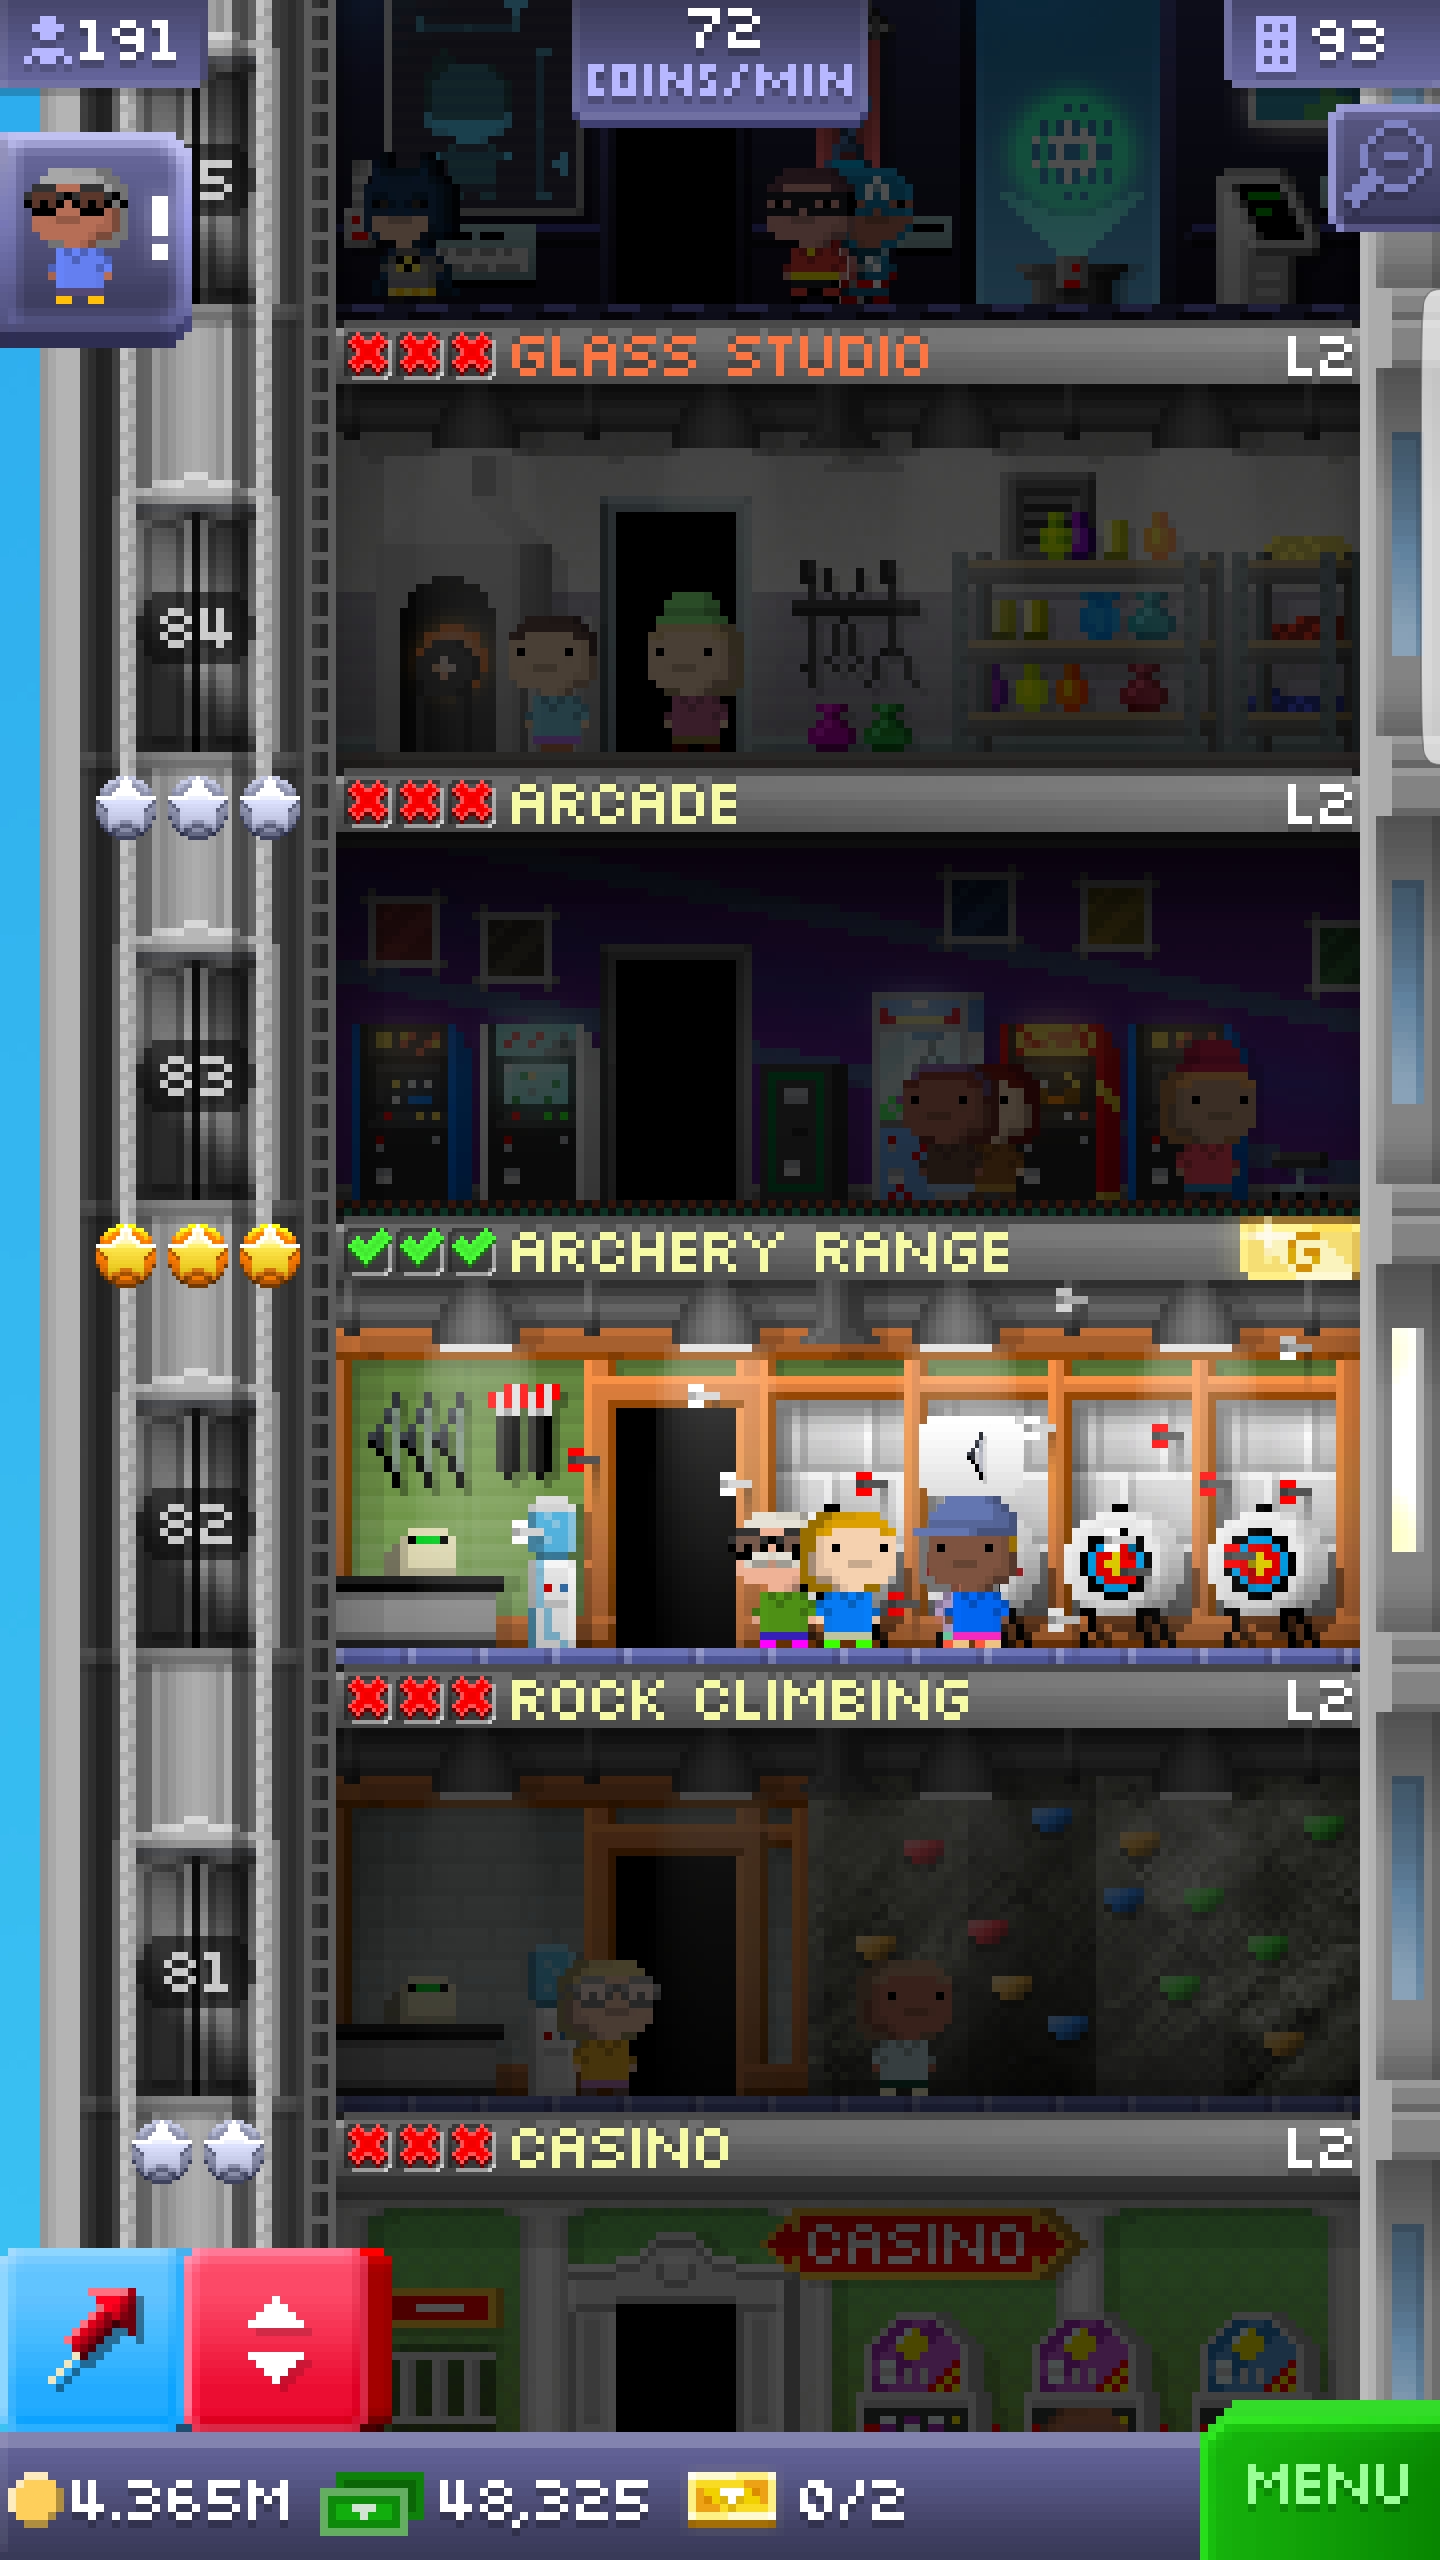 191
72
COINS/MIN
93
!
5
GLASS STUDIO
L2
84
ARCADE
L2
83
ARCHERY RANGE
G
82
ROCK CLIMBING
L2
81
CASINO
L2
CASINO
4.365M
48,325
0/2
MENU